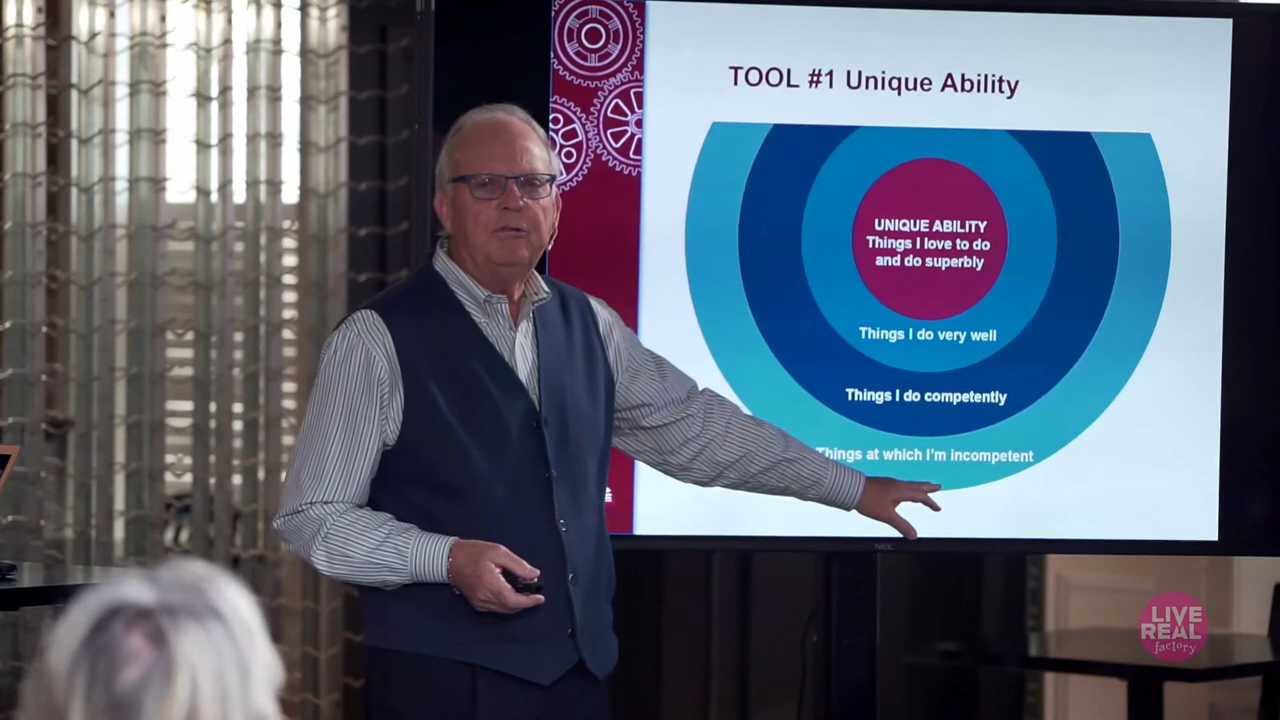 TOOL #1 Unique Ability
UNIQUE ABILITY
Things I love to do
and do superbly
Things I do very well
Things I do competently
Things at which I'm incompetent
NEC
LIVE
REAL
factory